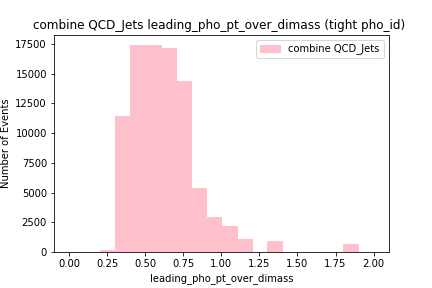 combine QCD_Jets leading_pho_pt_over_dimass (tight pho_id)
combine QCD_Jets
Number of Events
17500
15000
12500
10000
7500
5000
2500
0
0.00 0.25 0.50 0.75 1.00 1.25 1.50 1.75 2.00
leading_pho_pt_over_dimass